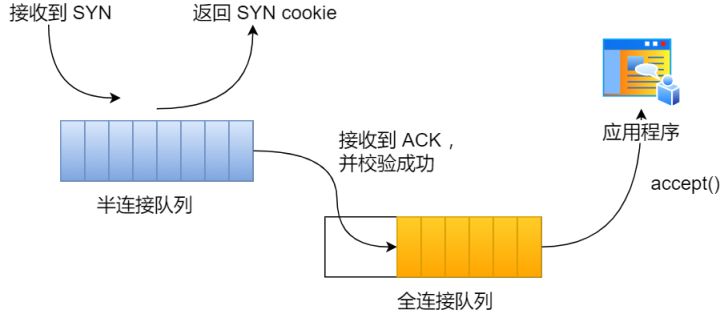 接收到 SYN
返回 SYN cookie
半连接队列
接收到 ACK，
并校验成功
应用程序
accept()
全连接队列